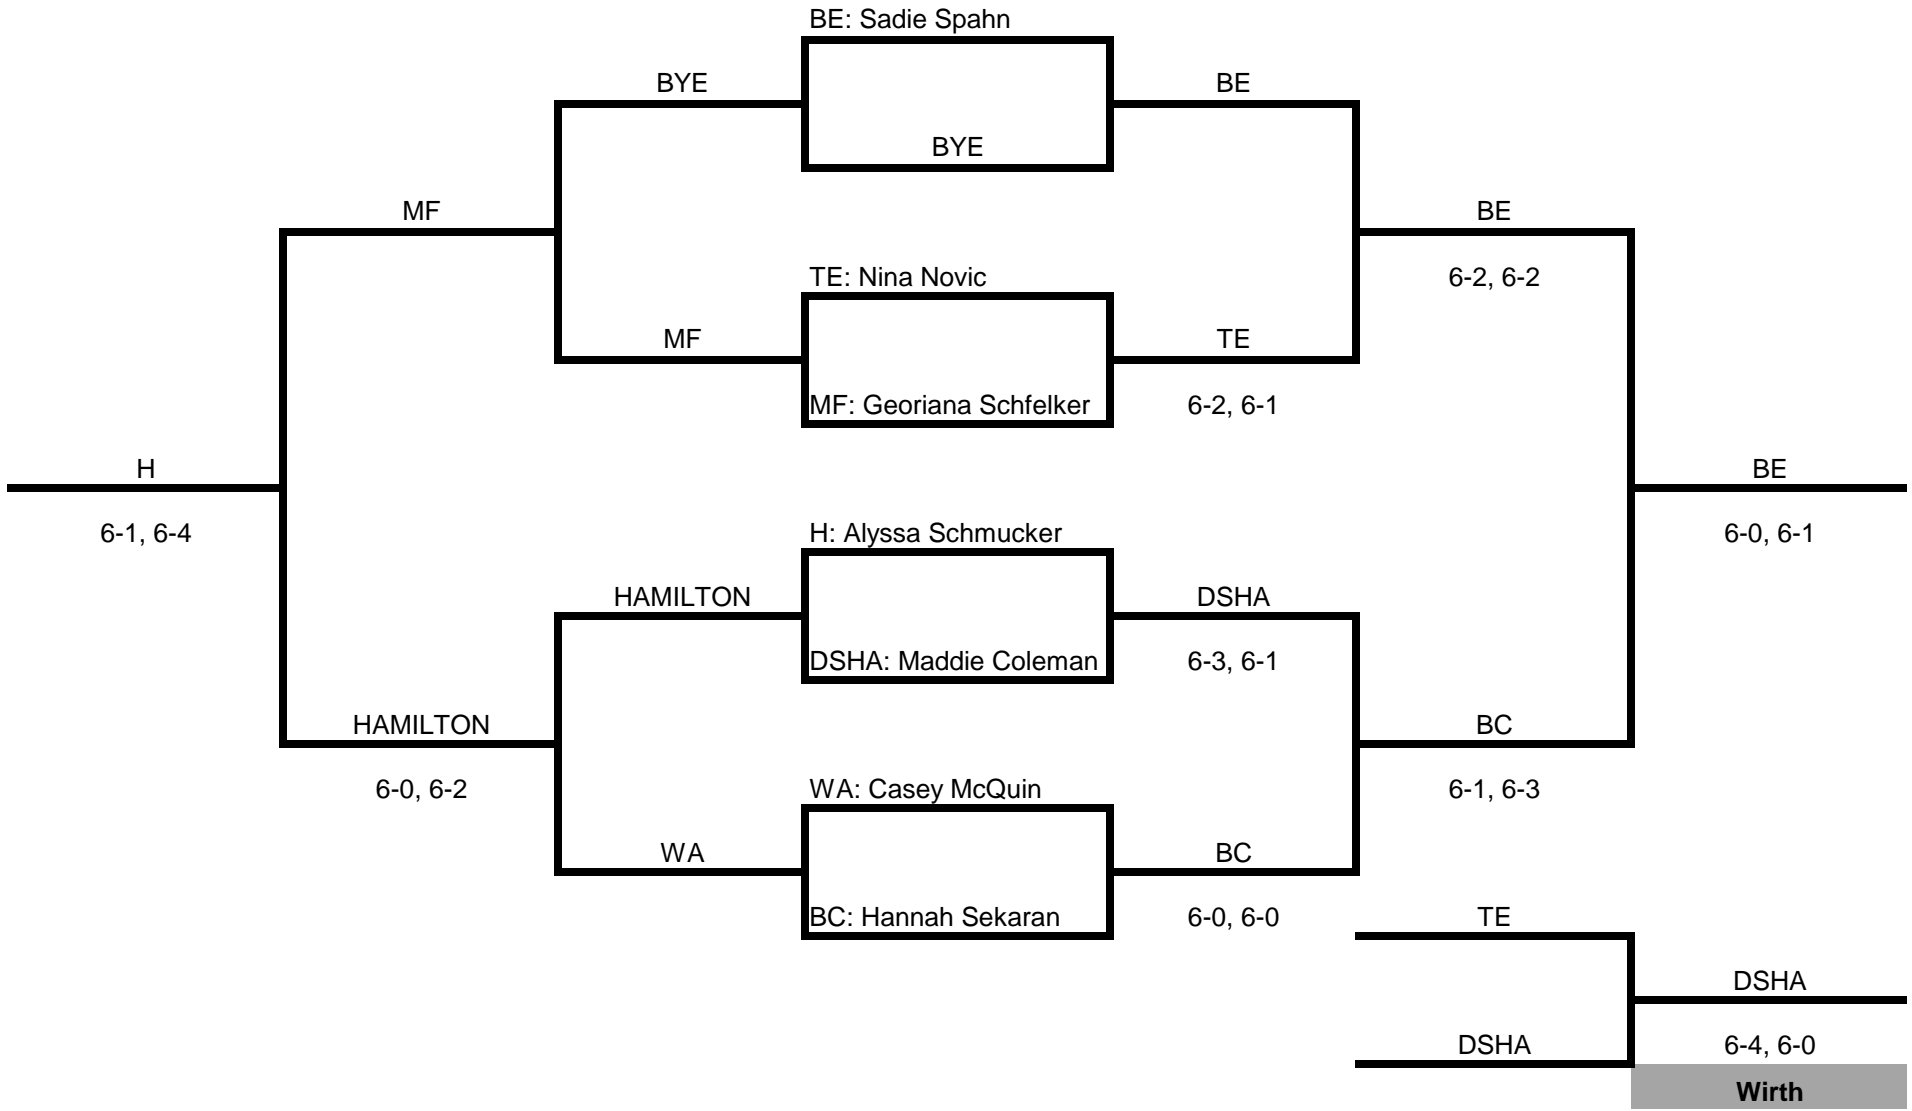 BE: Sadie Spahn
BYE
BE
BYE
MF
BE
TE: Nina Novic
6-2, 6-2
MF
TE
MF: Georiana Schfelker
6-2, 6-1
H
BE
6-1, 6-4
H: Alyssa Schmucker
6-0, 6-1
HAMILTON
DSHA
DSHA: Maddie Coleman
6-3, 6-1
HAMILTON
BC
6-0, 6-2
WA: Casey McQuin
6-1, 6-3
WA
BC
BC: Hannah Sekaran
6-0, 6-0
TE
DSHA
DSHA
6-4, 6-0
Wirth